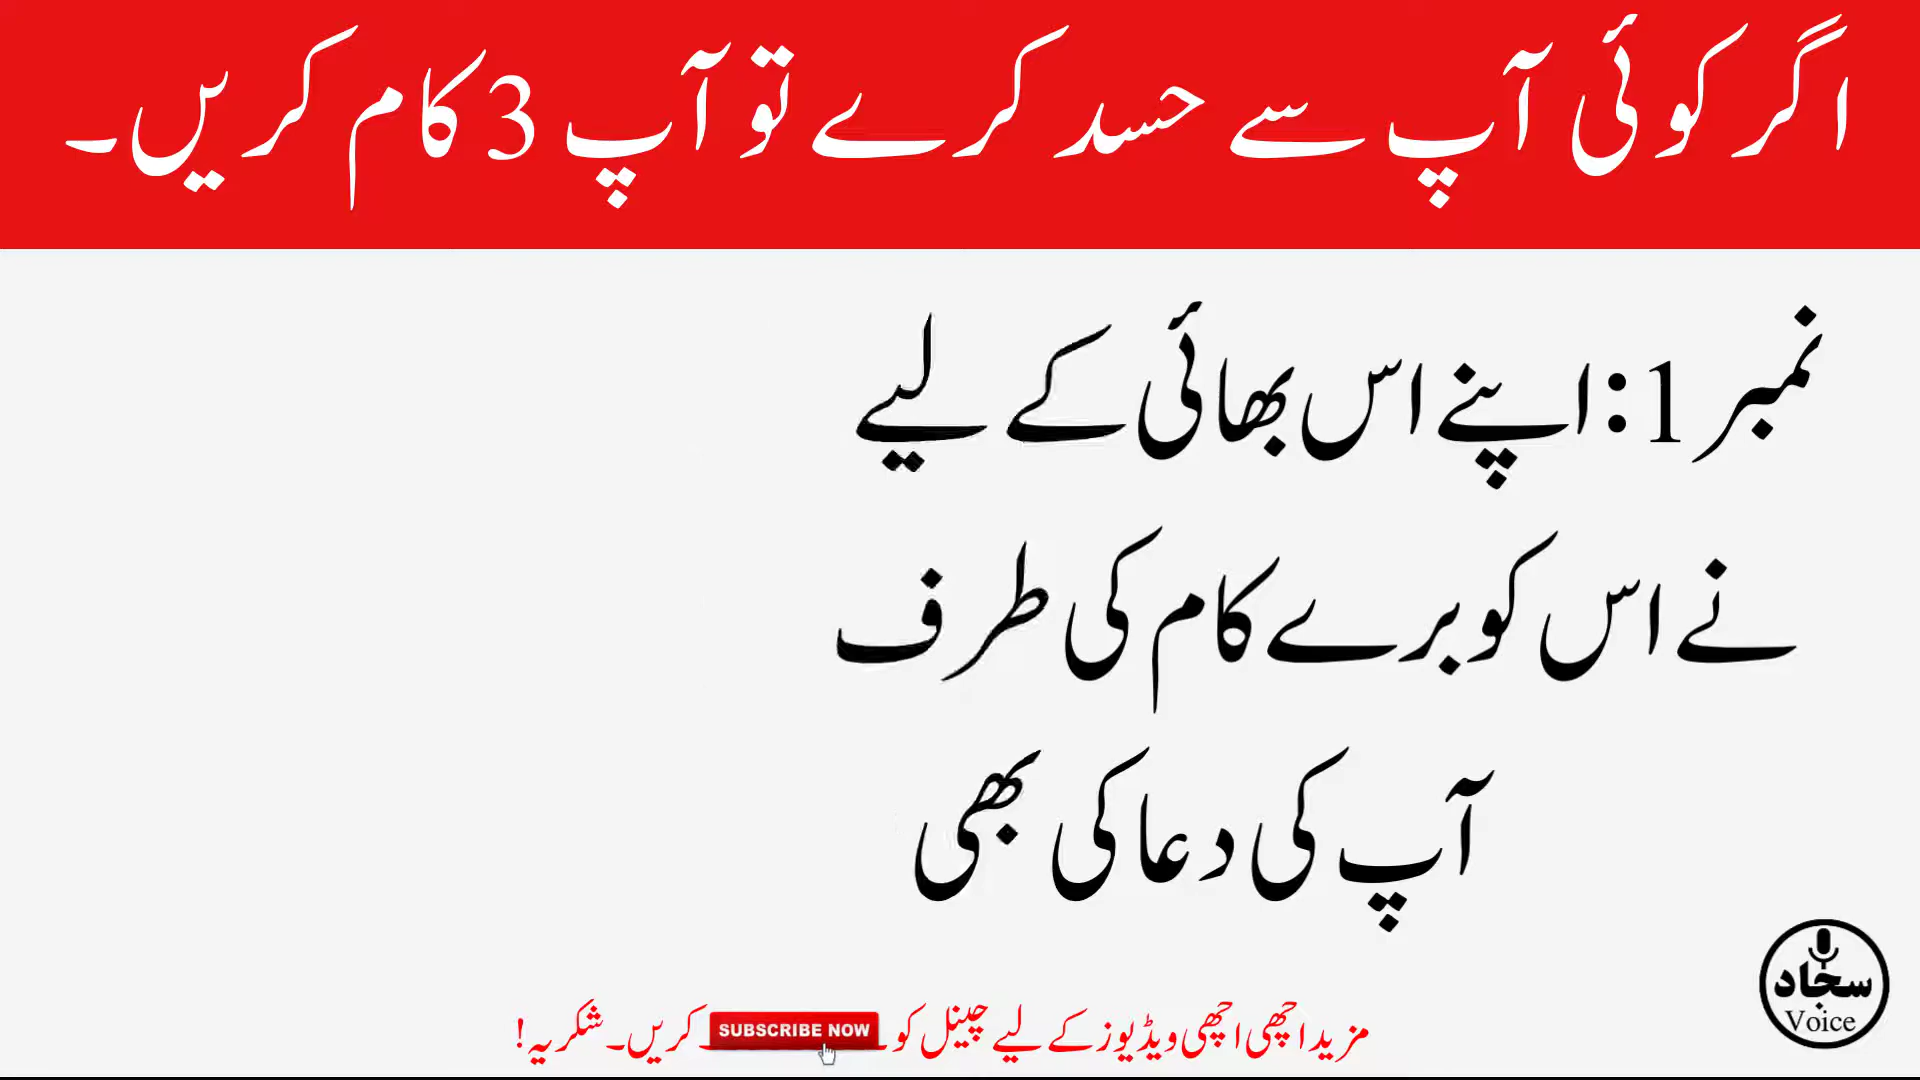 اگر کوئی آپ سے حسد کرے تو آپ 3 کام کریں۔
نمبر 1: اپنے اس بھائی کے لیے
نے اس کو برے کام کی طرف
آپ کی دعا کی بھی
سجاد
Voice
مزید اچھی اچھی ویڈیوز کے لیے چینل کو SUBSCRIBE NOW کریں۔ شکریہ!